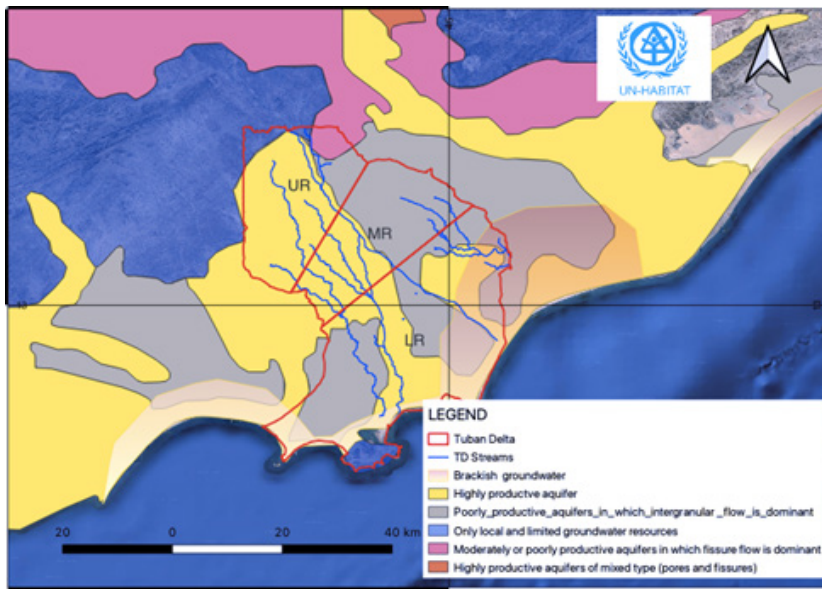 UN-HABITAT
UR
MR
LR
LEGEND
Tuban Delta
TD Streams
Brackish groundwater
Highly productve aquifer
Poorly_productive_aquifers_in_which_intergranular _flow_is_dominant
Only local and limited groundwater resources
Moderately or poorly productive aquifers in which fissure flow is dominant
Highly productive aquifers of mixed type (pores and fissures)
20 0 20 40 km